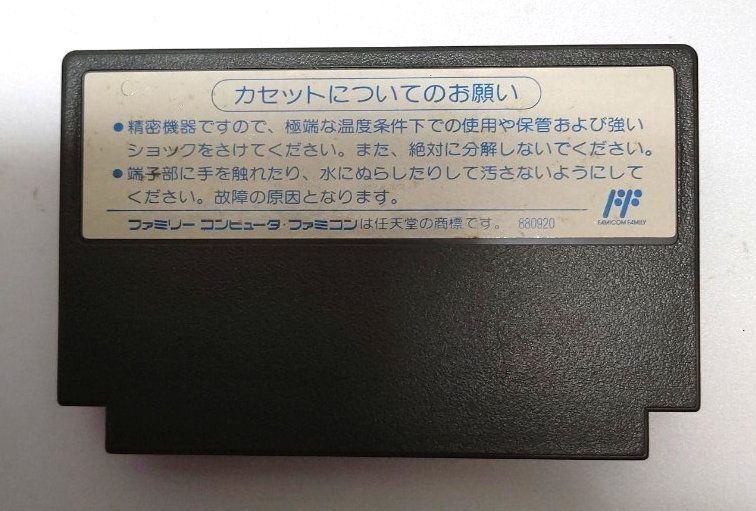 カセットについてのお願い
●精密機器ですので、極端な温度条件下での使用や保管および強い
ショックをさけてください。また、絶対に分解しないでください。
●端子部に手を触れたり、水にぬらしたりして汚さないようにして
ください。故障の原因となります。
FAMICOM FAMILY
ファミリー コンピュータ・ファミコンは任天堂の商標です。 880920